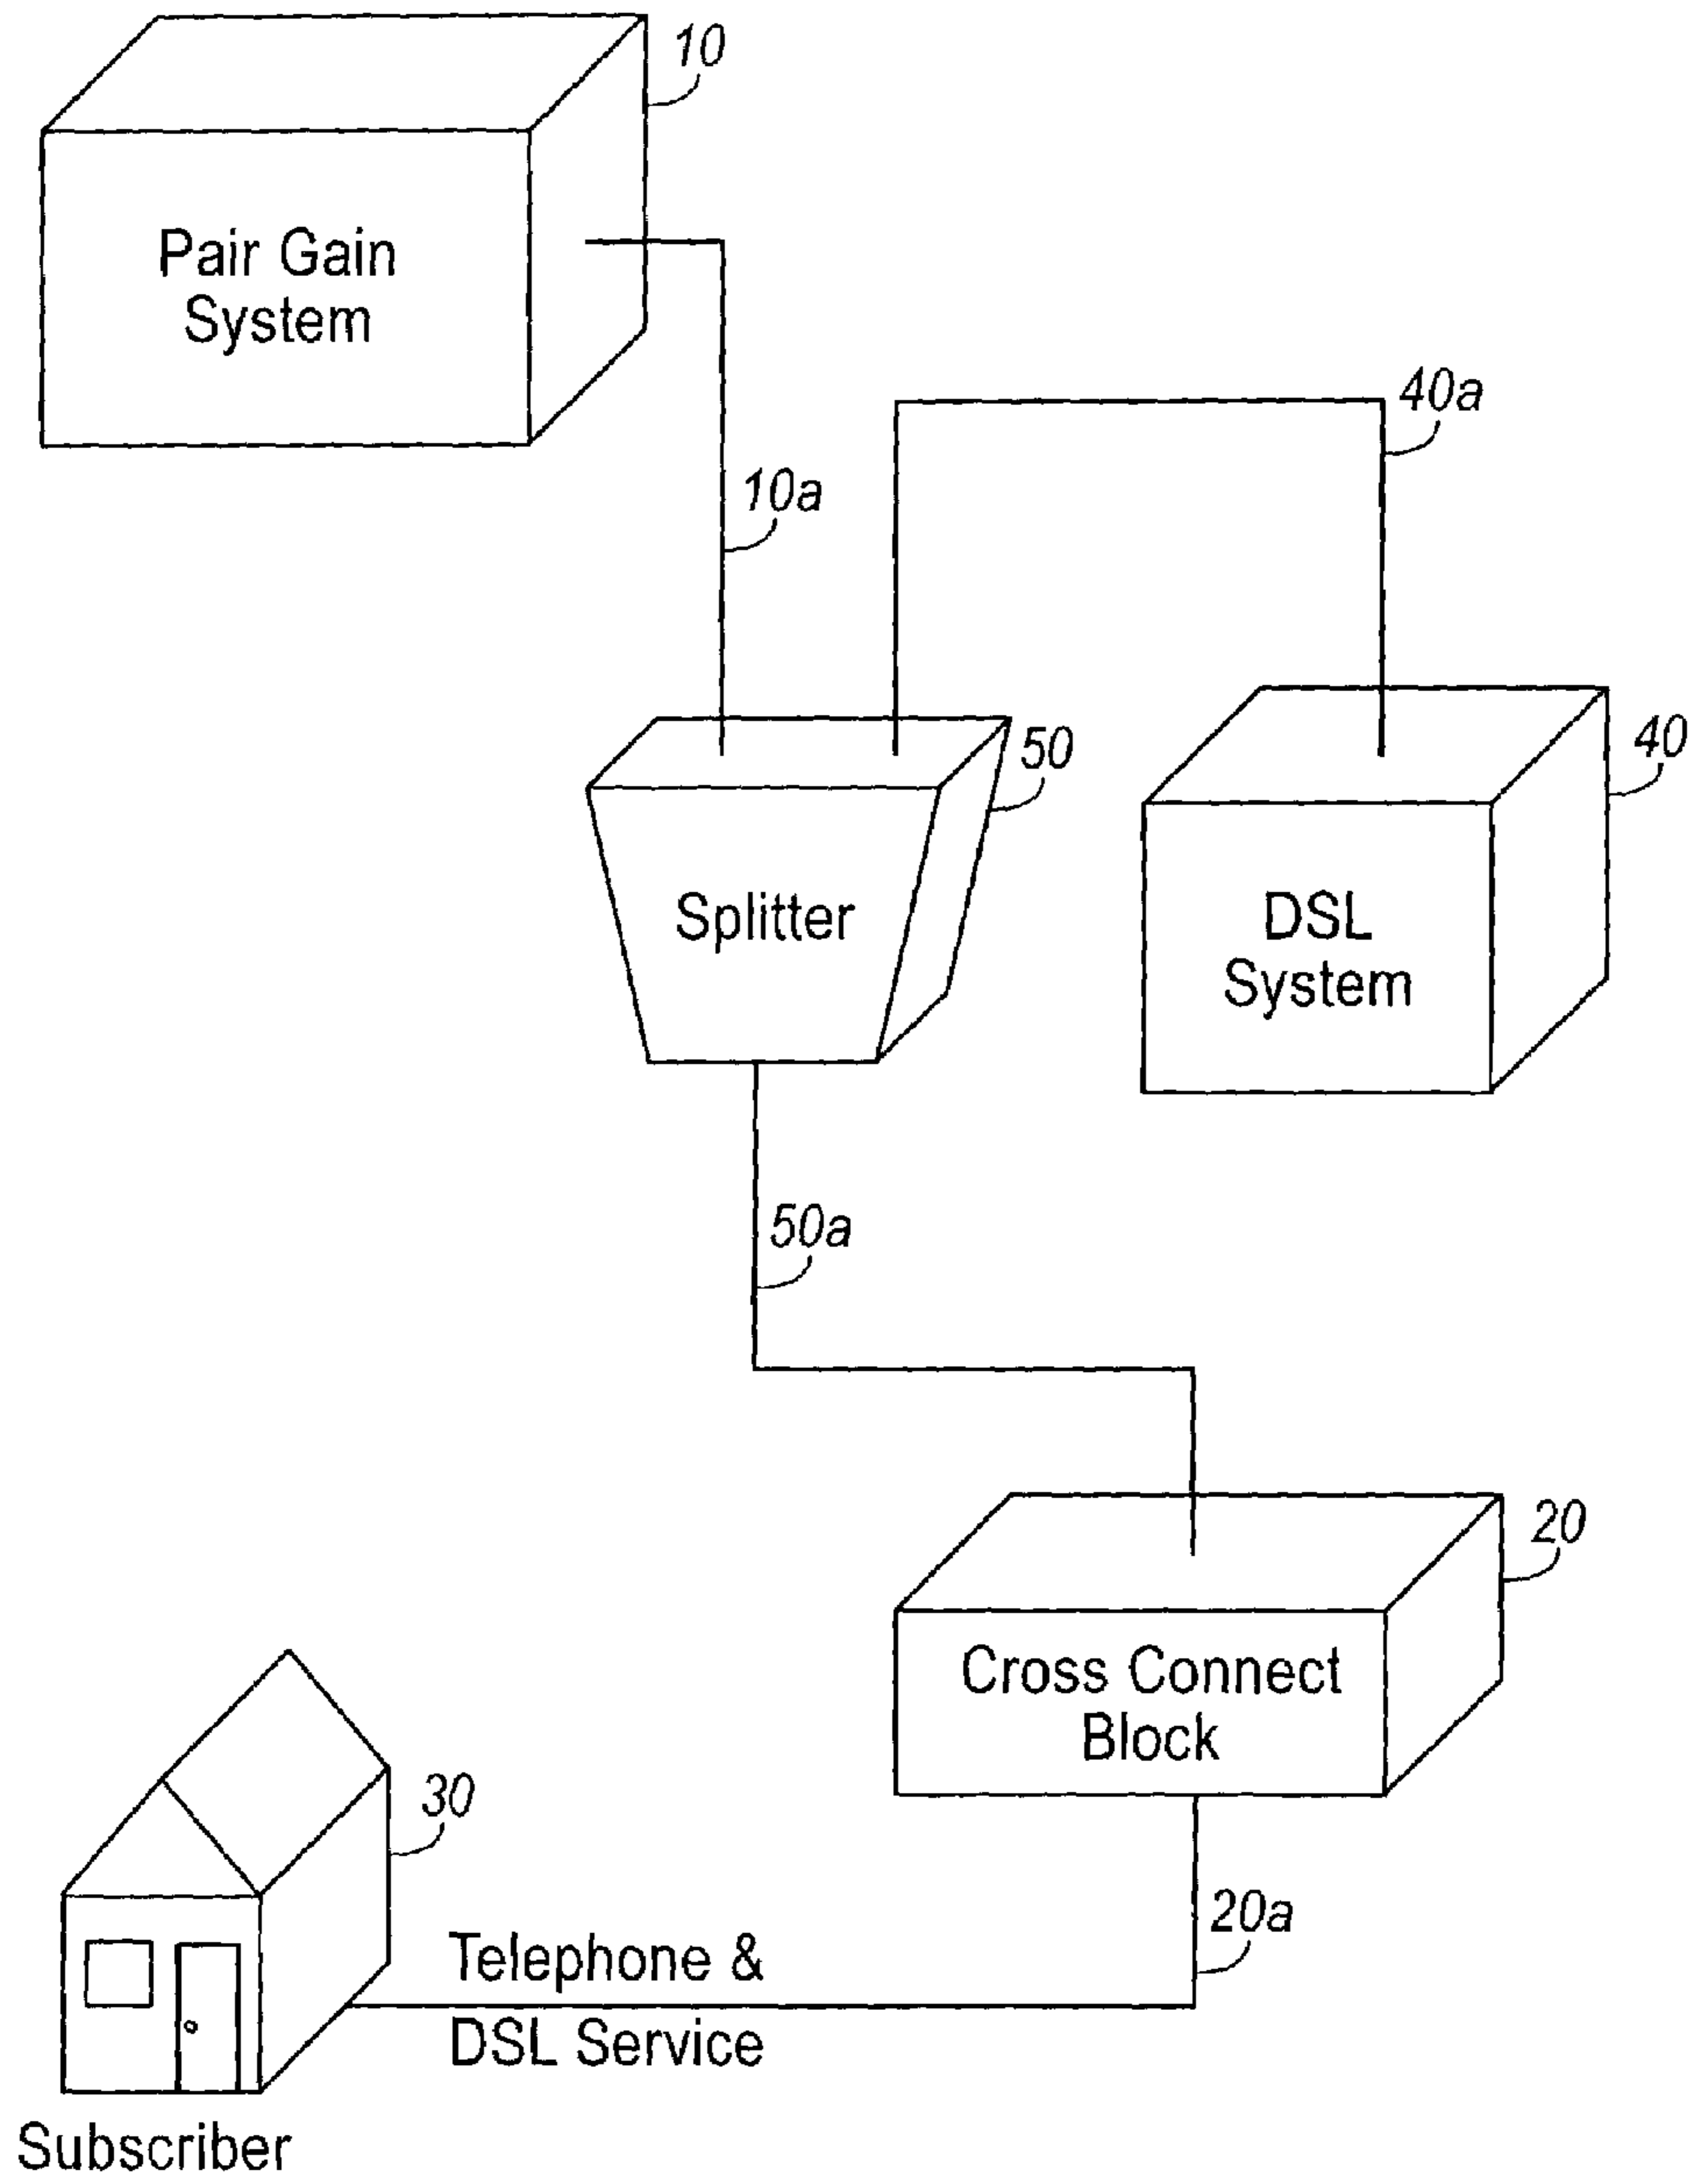 10
Pair Gain
System
40a
10a
50
40
Splitter
DSL
System
50a
20
Cross Connect
Block
30
20a
Telephone &
DSL Service
Subscriber